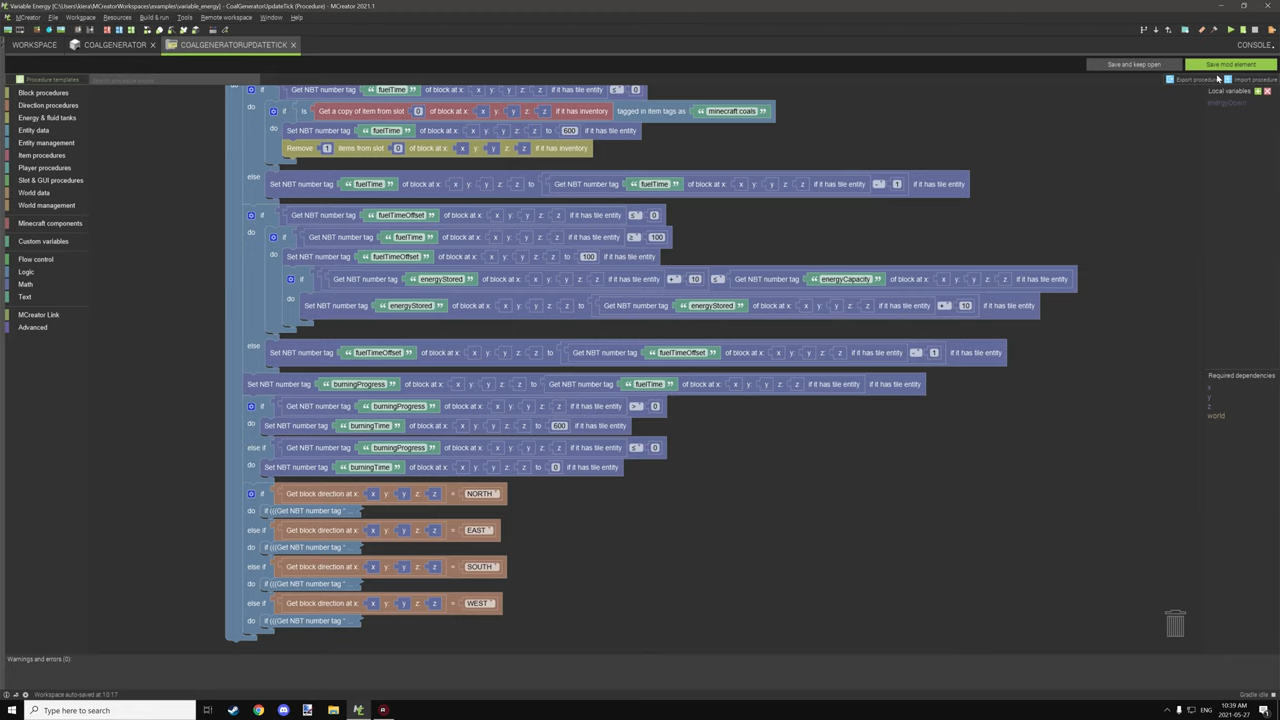 Variable Energy [C:\Users\kiera\MCreatorWorkspaces\examples\variable_energy] - CoalGeneratorUpdateTick (Procedure) - MCreator 2021.1
MCreator File Workspace Resources Build & run Tools Remote workspace Window Help
WORKSPACE COALGENERATOR × COALGENERATORUPDATETICK × CONSOLE
Save and keep open Save mod element
Procedure templates Export procedure Import procedure
Local variables
energyDown
Block procedures
Direction procedures
Energy & fluid tanks
Entity data
Entity management
Item procedures
Player procedures
Slot & GUI procedures
World data
World management
Minecraft components
Custom variables
Flow control
Logic
Math
Text
MCreator Link
Advanced
do if Get NBT number tag “ fuelTime ” of block at x: x y: y z: z if it has tile entity ≤ 0
do if Is Get a copy of item from slot 0 of block at x: x y: y z: z if it has inventory tagged in item tags as “ minecraft:coals ”
do Set NBT number tag “ fuelTime ” of block at x: x y: y z: z to 600 if it has tile entity
Remove 1 items from slot 0 of block at x: x y: y z: z if it has inventory
else Set NBT number tag “ fuelTime ” of block at x: x y: y z: z to Get NBT number tag “ fuelTime ” of block at x: x y: y z: z if it has tile entity - 1 if it has tile entity
if Get NBT number tag “ fuelTimeOffset ” of block at x: x y: y z: z if it has tile entity ≤ 0
do if Get NBT number tag “ fuelTime ” of block at x: x y: y z: z if it has tile entity ≥ 100
do Set NBT number tag “ fuelTimeOffset ” of block at x: x y: y z: z to 100 if it has tile entity
if Get NBT number tag “ energyStored ” of block at x: x y: y z: z if it has tile entity + 10 ≤ Get NBT number tag “ energyCapacity ” of block at x: x y: y z: z if it has tile entity
do Set NBT number tag “ energyStored ” of block at x: x y: y z: z to Get NBT number tag “ energyStored ” of block at x: x y: y z: z if it has tile entity + 10 if it has tile entity
else Set NBT number tag “ fuelTimeOffset ” of block at x: x y: y z: z to Get NBT number tag “ fuelTimeOffset ” of block at x: x y: y z: z if it has tile entity - 1 if it has tile entity
Set NBT number tag “ burningProgress ” of block at x: x y: y z: z to Get NBT number tag “ fuelTime ” of block at x: x y: y z: z if it has tile entity if it has tile entity
if Get NBT number tag “ burningProgress ” of block at x: x y: y z: z if it has tile entity > 0
do Set NBT number tag “ burningTime ” of block at x: x y: y z: z to 600 if it has tile entity
else if Get NBT number tag “ burningProgress ” of block at x: x y: y z: z if it has tile entity ≤ 0
do Set NBT number tag “ burningTime ” of block at x: x y: y z: z to 0 if it has tile entity
if Get block direction at x: x y: y z: z = NORTH
do if (((Get NBT number tag “ ...
else if Get block direction at x: x y: y z: z = EAST
do if (((Get NBT number tag “ ...
else if Get block direction at x: x y: y z: z = SOUTH
do if (((Get NBT number tag “ ...
else if Get block direction at x: x y: y z: z = WEST
do if (((Get NBT number tag “ ...
Required dependencies
x
y
z
world
Warnings and errors (0):
Workspace auto-saved at 10:17 Gradle idle
Type here to search
ENG 10:39 AM 2021-05-27